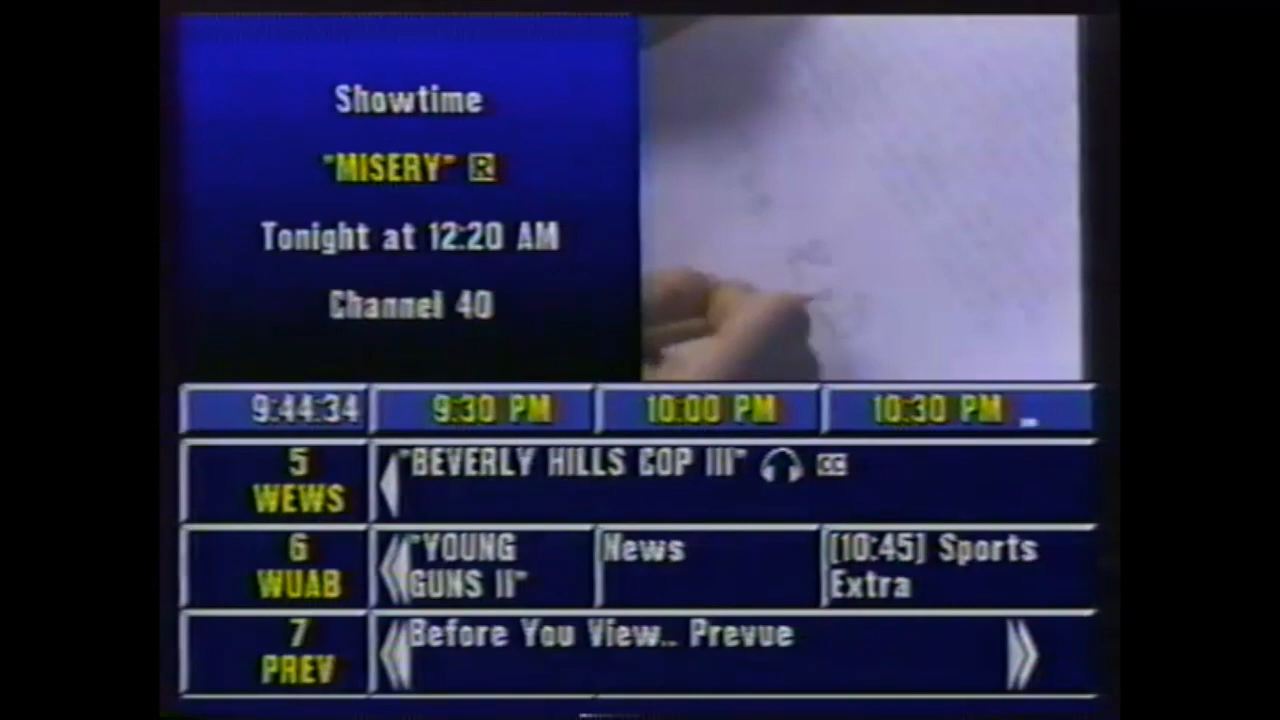 Showtime
"MISERY" R
Tonight at 12:20 AM
Channel 40
9:44:34 9:30 PM 10:00 PM 10:30 PM
5
WEWS
"BEVERLY HILLS COP III" CC
6
WUAB
"YOUNG
GUNS II"
News
[10:45] Sports
Extra
7
PREV
Before You View.. Prevue